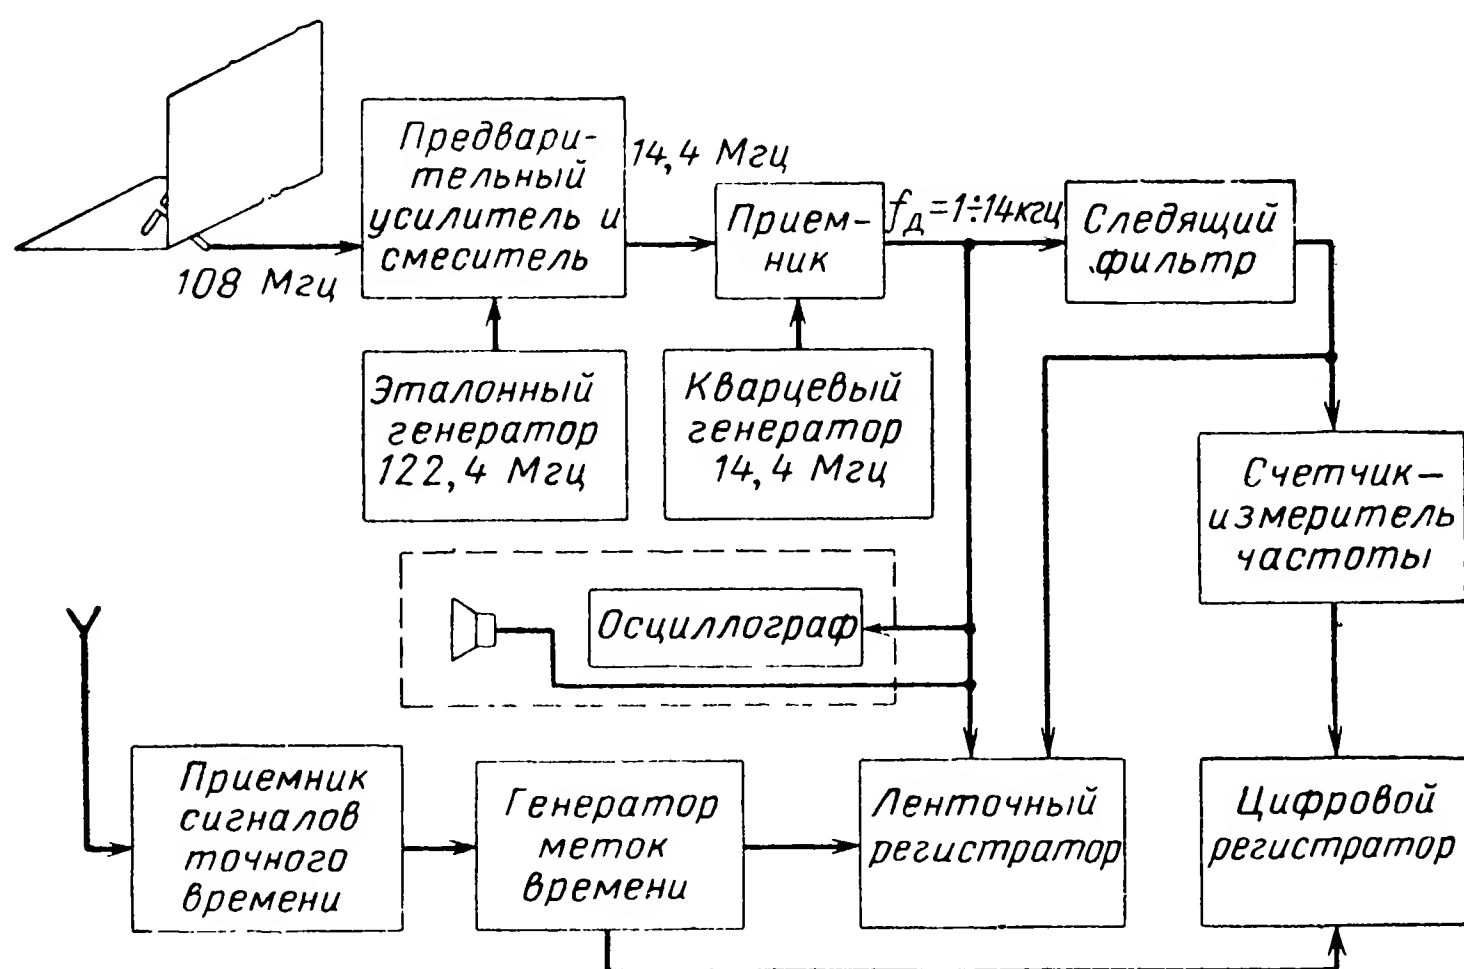 Предвари-
тельный
усилитель и
смеситель
14,4 Мгц
Прием-
ник
fд=1÷14кгц
Следящий
фильтр
108 Мгц
Эталонный
генератор
122,4 Мгц
Кварцевый
генератор
14,4 Мгц
Счетчик–
измеритель
частоты
Осциллограф
Приемник
сигналов
точного
времени
Генератор
меток
времени
Ленточный
регистратор
Цифровой
регистратор